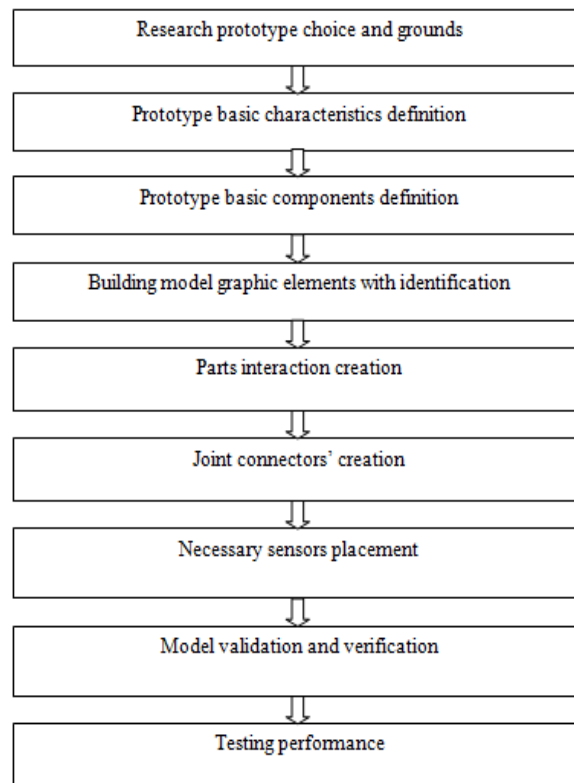 Research prototype choice and grounds
Prototype basic characteristics definition
Prototype basic components definition
Building model graphic elements with identification
Parts interaction creation
Joint connectors’ creation
Necessary sensors placement
Model validation and verification
Testing performance